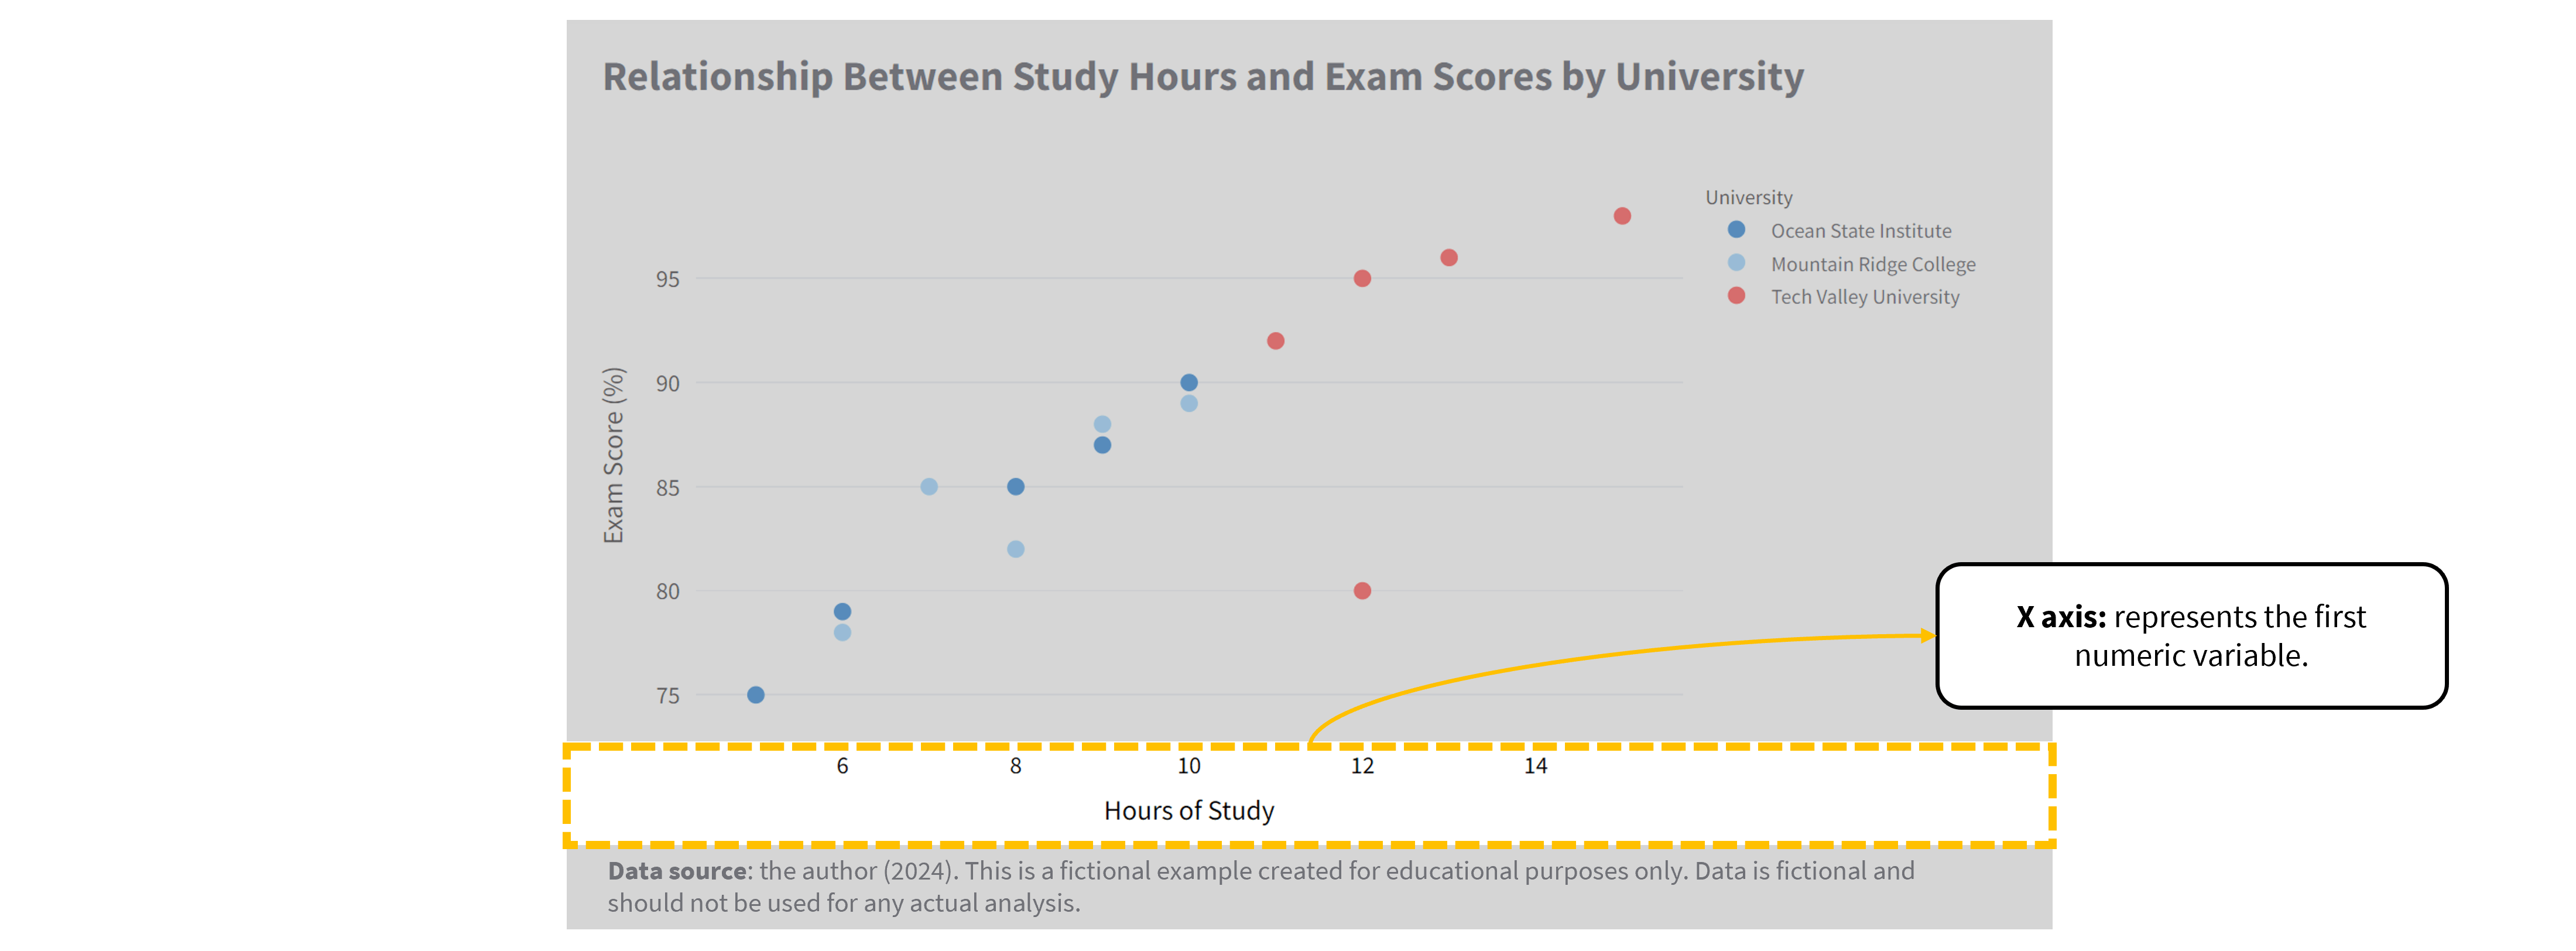 Relationship Between Study Hours and Exam Scores by University
University
Ocean State Institute
Mountain Ridge College
Tech Valley University
95
90
85
80
75
Exam Score (%)
X axis: represents the first
numeric variable.
6 8 10 12 14
Hours of Study
Data source: the author (2024). This is a fictional example created for educational purposes only. Data is fictional and
should not be used for any actual analysis.